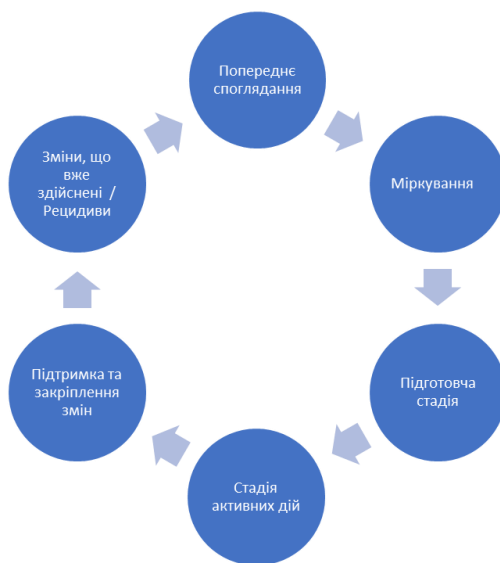 Попереднє
споглядання
Міркування
Підготовча
стадія
Стадія
активних дій
Підтримка та
закріплення
змін
Зміни, що
вже
здійснені /
Рецидиви